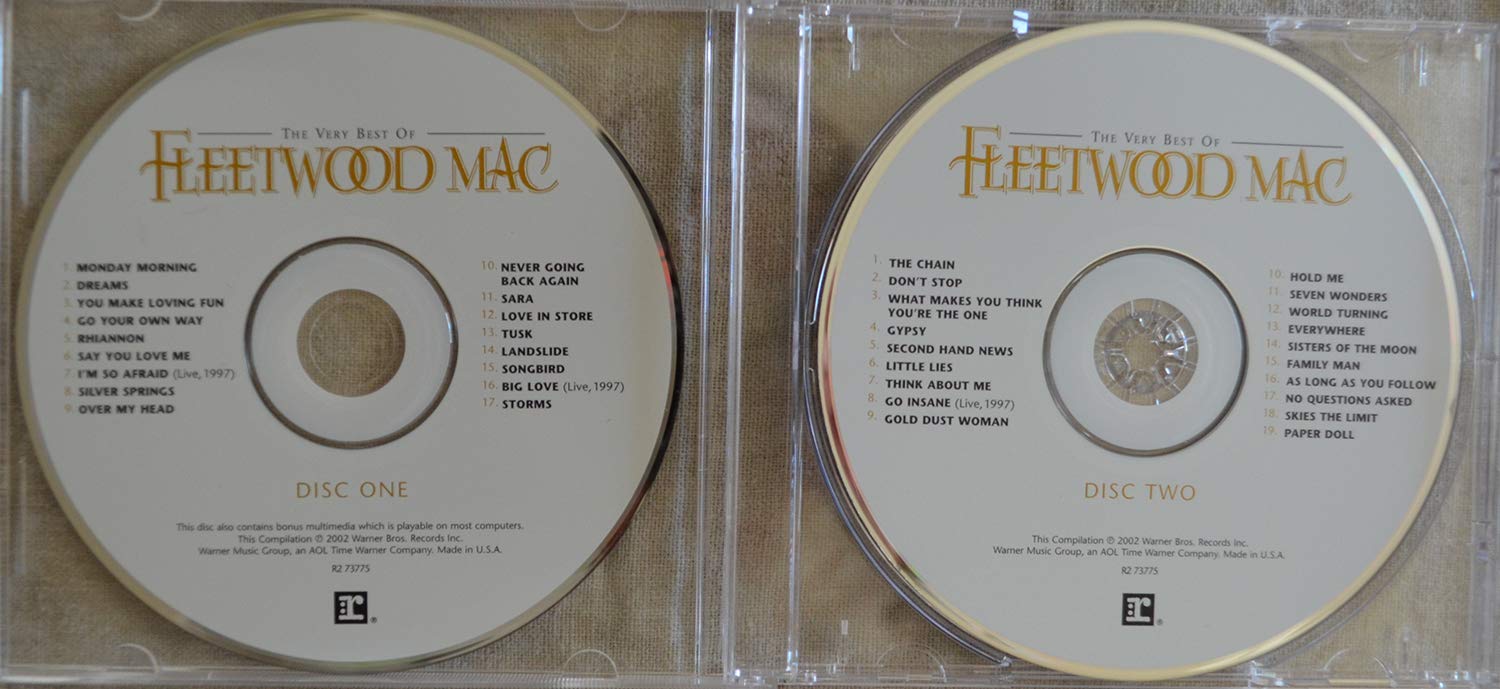 THE VERY BEST OF
FLEETWOOD MAC
1. MONDAY MORNING
2. DREAMS
3. YOU MAKE LOVING FUN
4. GO YOUR OWN WAY
5. RHIANNON
6. SAY YOU LOVE ME
7. I'M SO AFRAID (Live, 1997)
8. SILVER SPRINGS
9. OVER MY HEAD
10. NEVER GOING
BACK AGAIN
11. SARA
12. LOVE IN STORE
13. TUSK
14. LANDSLIDE
15. SONGBIRD
16. BIG LOVE (Live, 1997)
17. STORMS
DISC ONE
This disc also contains bonus multimedia which is playable on most computers.
This Compilation ℗ 2002 Warner Bros. Records Inc.
Warner Music Group, an AOL Time Warner Company. Made in U.S.A.
R2 73775
r®
THE VERY BEST OF
FLEETWOOD MAC
1. THE CHAIN
2. DON'T STOP
3. WHAT MAKES YOU THINK
YOU'RE THE ONE
4. GYPSY
5. SECOND HAND NEWS
6. LITTLE LIES
7. THINK ABOUT ME
8. GO INSANE (Live, 1997)
9. GOLD DUST WOMAN
10. HOLD ME
11. SEVEN WONDERS
12. WORLD TURNING
13. EVERYWHERE
14. SISTERS OF THE MOON
15. FAMILY MAN
16. AS LONG AS YOU FOLLOW
17. NO QUESTIONS ASKED
18. SKIES THE LIMIT
19. PAPER DOLL
DISC TWO
This Compilation ℗ 2002 Warner Bros. Records Inc.
Warner Music Group, an AOL Time Warner Company. Made in U.S.A.
R2 73775
r®